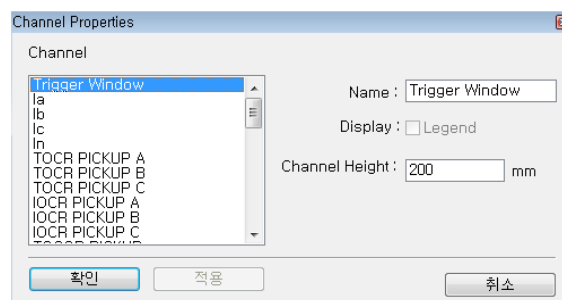 Channel Properties
Channel
Trigger Window
Ia
Ib
Ic
In
TOCR PICKUP A
TOCR PICKUP B
TOCR PICKUP C
IOCR PICKUP A
IOCR PICKUP B
IOCR PICKUP C
Name : Trigger Window
Display : Legend
Channel Height : 200 mm
확인
적용
취소